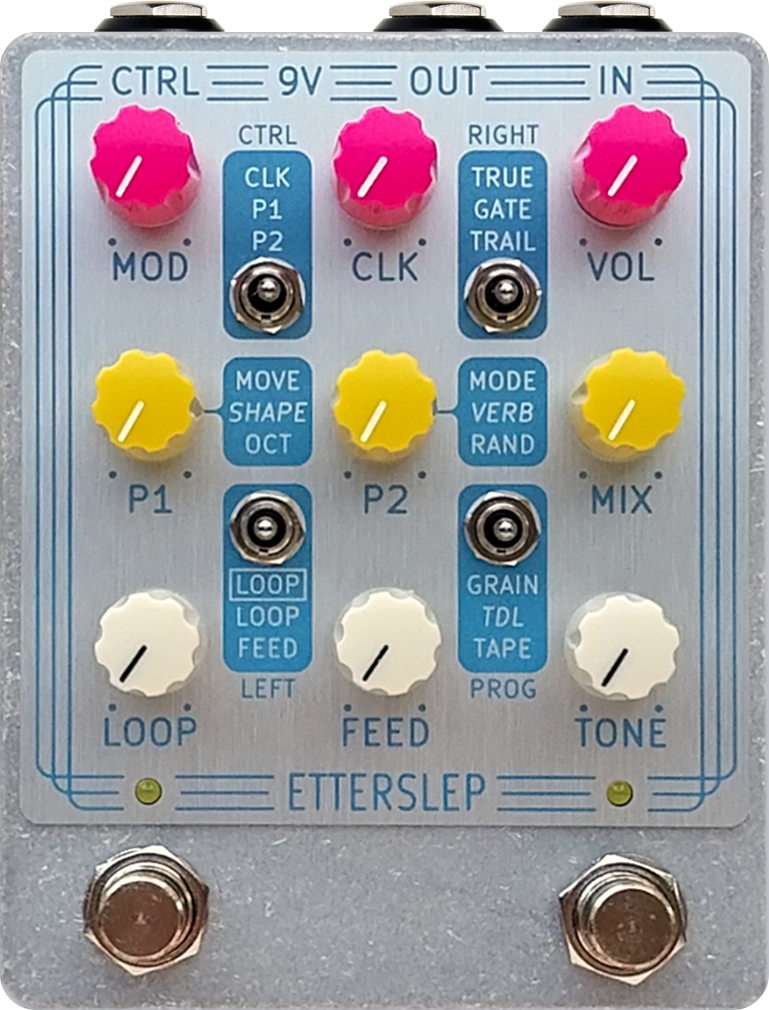 CTRL 9V OUT IN
CTRL RIGHT
CLK TRUE
P1 GATE
P2 TRAIL
MOD CLK VOL
MOVE MODE
SHAPE VERB
OCT RAND
P1 P2 MIX
LOOP GRAIN
LOOP TDL
FEED TAPE
LEFT PROG
LOOP FEED TONE
ETTERSLEP